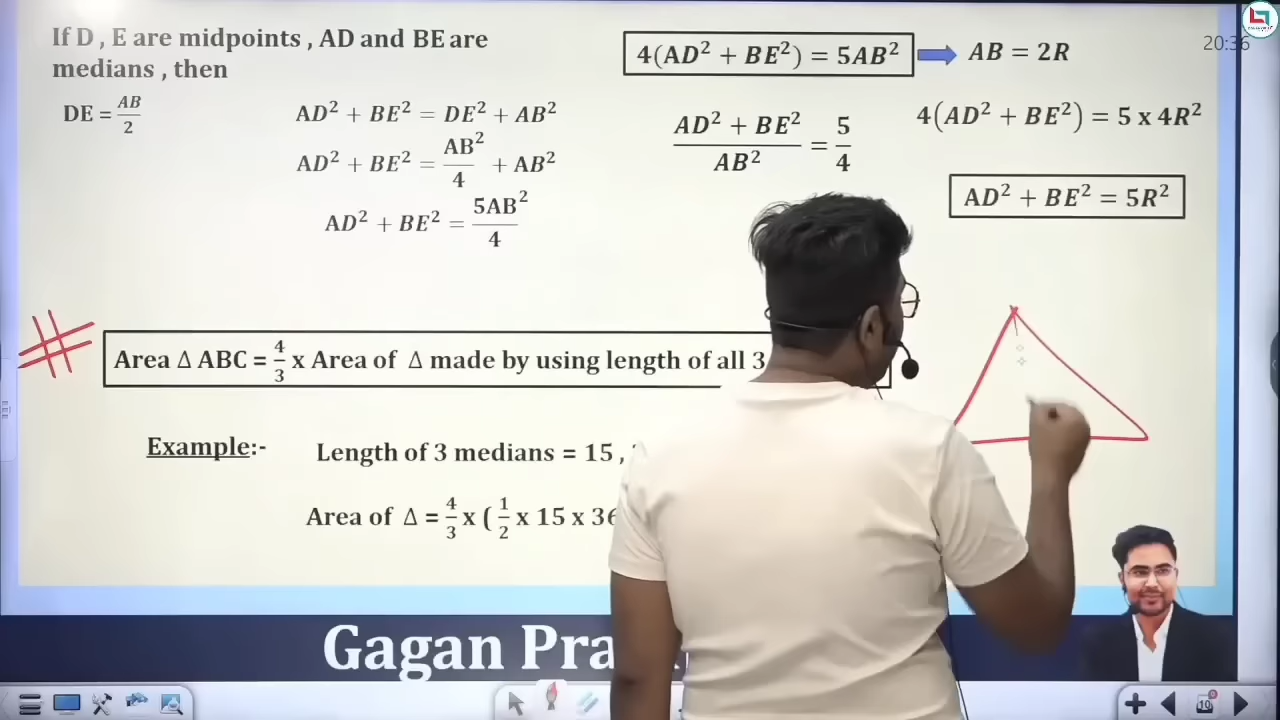 If D , E are midpoints , AD and BE are
medians , then
DE = AB/2
AD² + BE² = DE² + AB²
AD² + BE² = AB²/4 + AB²
AD² + BE² = 5AB²/4
4(AD² + BE²) = 5AB²
AB = 2R
(AD² + BE²)/AB² = 5/4
4(AD² + BE²) = 5 x 4R²
AD² + BE² = 5R²
20:36
Area Δ ABC = 4/3 x Area of Δ made by using length of all 3
Example:-
Length of 3 medians = 15 ,
Area of Δ = 4/3 x ( 1/2 x 15 x 36
Gagan Pra
10